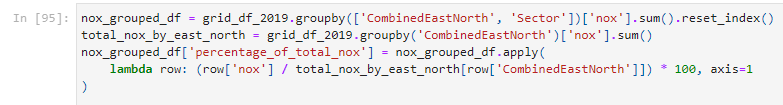 In [95]: nox_grouped_df = grid_df_2019.groupby(['CombinedEastNorth', 'Sector'])['nox'].sum().reset_index()
total_nox_by_east_north = grid_df_2019.groupby('CombinedEastNorth')['nox'].sum()
nox_grouped_df['percentage_of_total_nox'] = nox_grouped_df.apply(
    lambda row: (row['nox'] / total_nox_by_east_north[row['CombinedEastNorth']]) * 100, axis=1
)